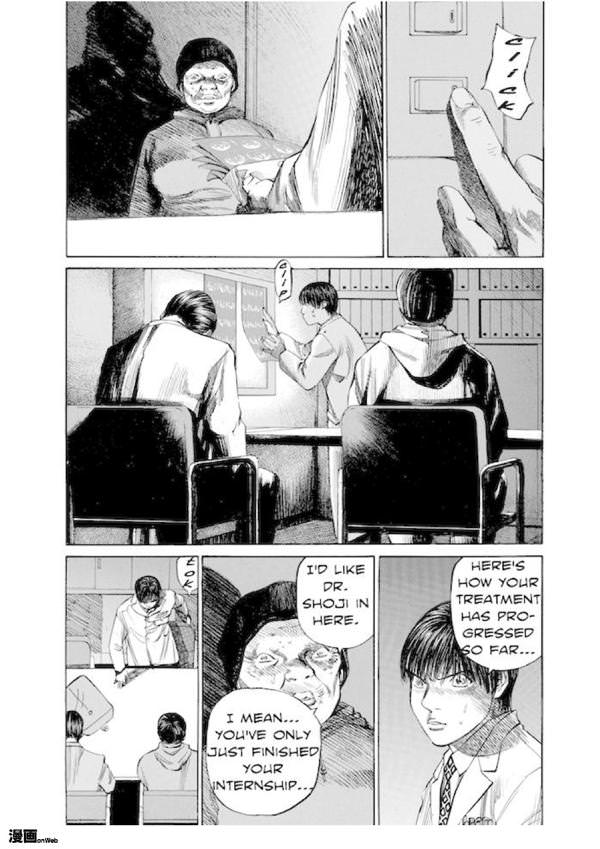 CLICK
CLIP
HERE'S
HOW YOUR
TREATMENT
HAS PRO-
GRESSED
SO FAR...
I'D LIKE
DR.
SHOJI IN
HERE.
I MEAN...
YOU'VE ONLY
JUST FINISHED
YOUR
INTERNSHIP...
TOK
漫画onWeb